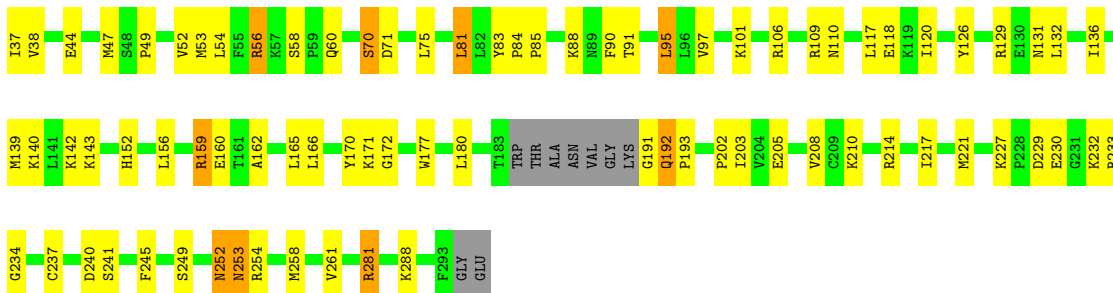 I37 V38 E44 M47 S48 P49 V52 M53 L54 F55 R56 K57 S58 P59 Q60 S70 D71 L75 L81 L82 Y83 P84 P85 K88 N89 F90 T91 L95 L96 V97 K101 R106 R109 N110 L117 E118 K119 I120 Y126 R129 E130 N131 L132 I136
M139 K140 L141 K142 K143 H152 L156 R159 E160 T161 A162 L165 L166 Y170 K171 G172 W177 L180 T183 TRP THR ALA ASN VAL GLY LYS G191 Q192 P193 P202 I203 V204 E205 V208 C209 K210 R214 I217 M221 K227 P228 D229 E230 G231 K232
G234 C237 D240 S241 F245 S249 N252 N253 R254 M258 V261 R281 K288 F293 GLY GLU